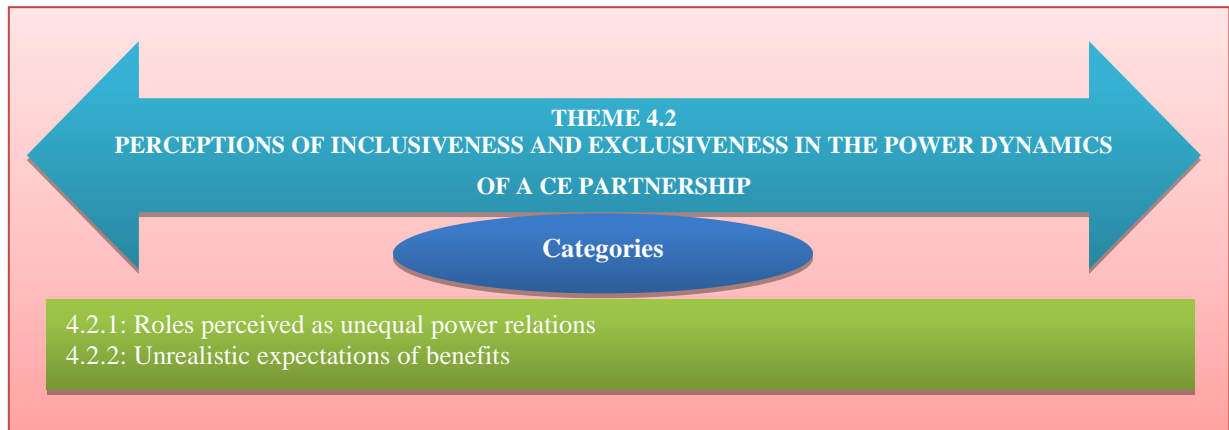 THEME 4.2
PERCEPTIONS OF INCLUSIVENESS AND EXCLUSIVENESS IN THE POWER DYNAMICS
OF A CE PARTNERSHIP
Categories
4.2.1: Roles perceived as unequal power relations
4.2.2: Unrealistic expectations of benefits